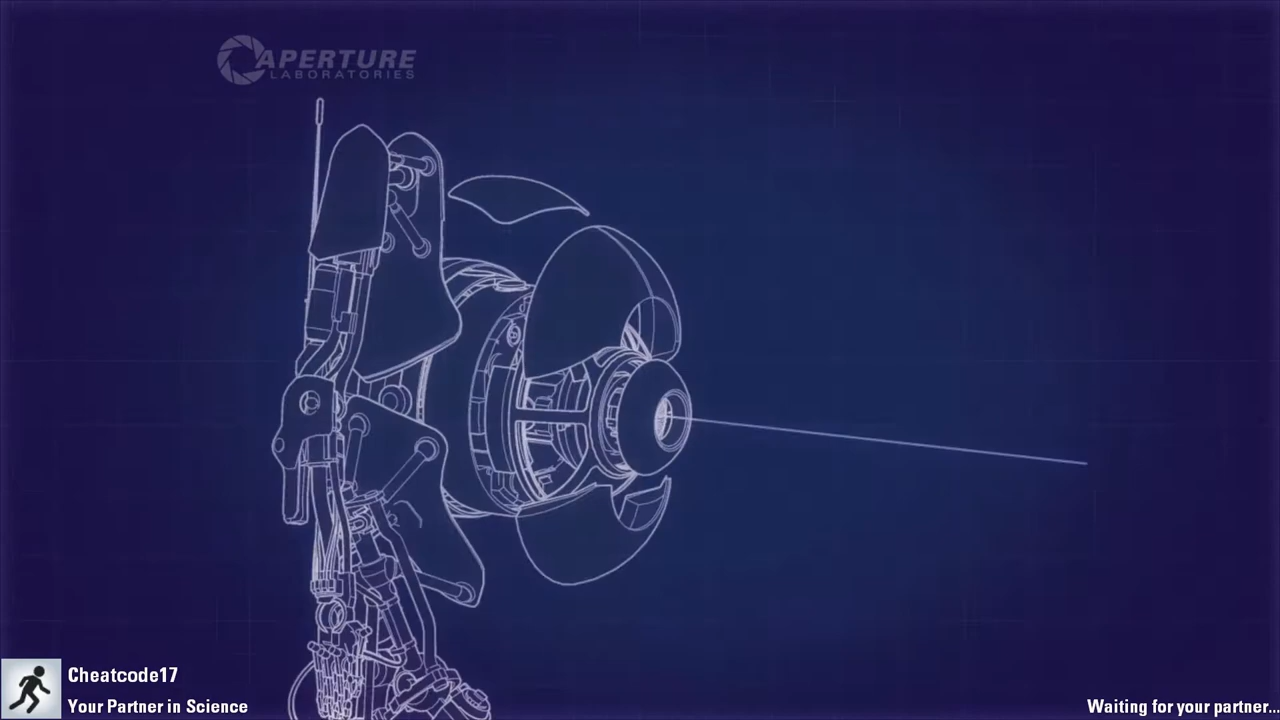 APERTURE
LABORATORIES
Cheatcode17
Your Partner in Science
Waiting for your partner...